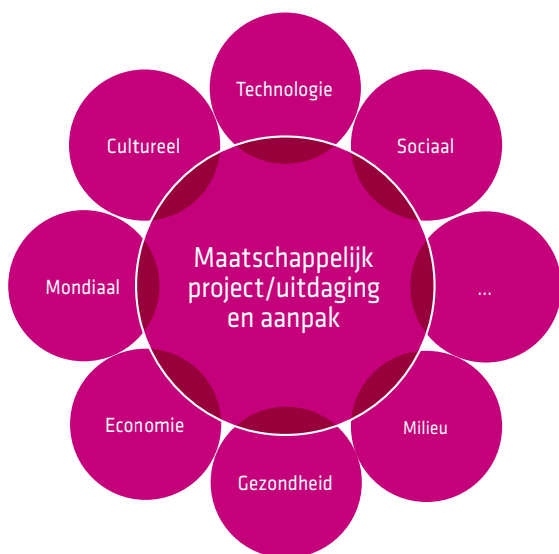 Technologie
Cultureel
Sociaal
Maatschappelijk
project/uitdaging
en aanpak
Mondiaal
...
Economie
Milieu
Gezondheid